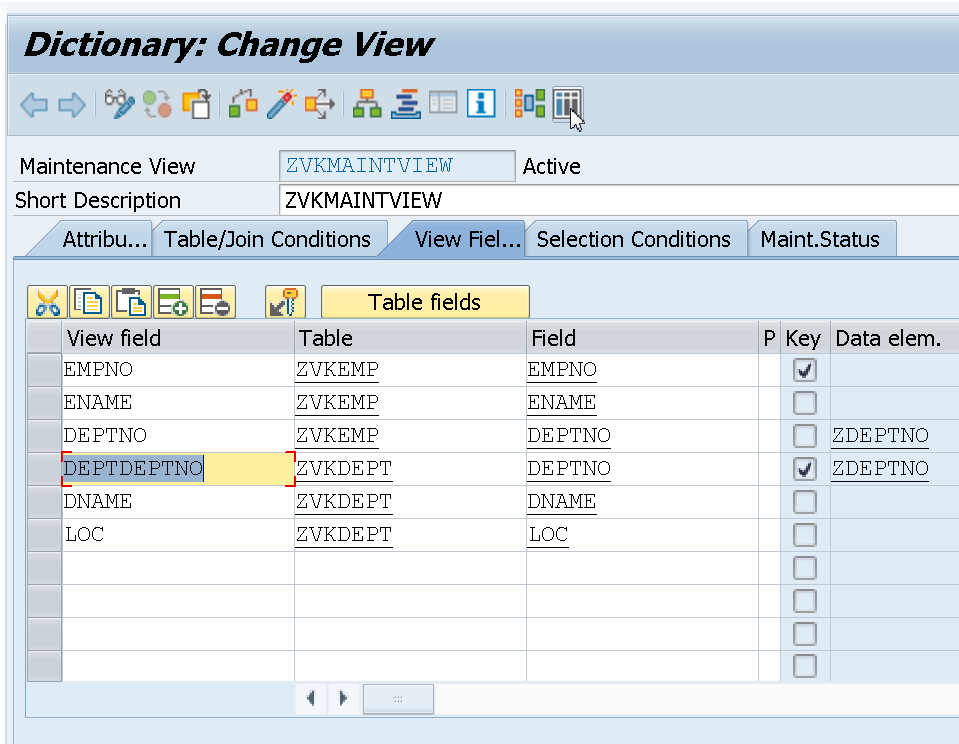 Dictionary: Change View
Maintenance View ZVKMAINTVIEW Active
Short Description ZVKMAINTVIEW
Attribu... Table/Join Conditions View Fiel... Selection Conditions Maint.Status
Table fields
View field Table Field P Key Data elem.
EMPNO ZVKEMP EMPNO
ENAME ZVKEMP ENAME
DEPTNO ZVKEMP DEPTNO ZDEPTNO
DEPTDEPTNO ZVKDEPT DEPTNO ZDEPTNO
DNAME ZVKDEPT DNAME
LOC ZVKDEPT LOC